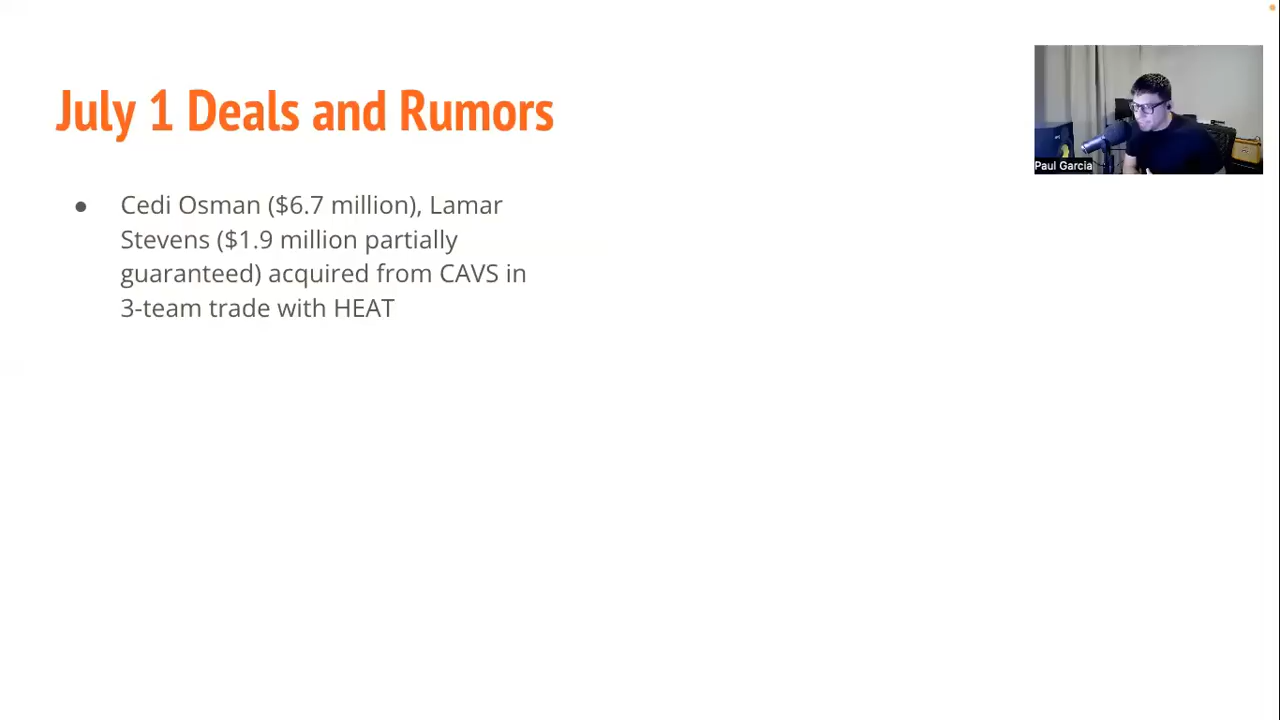 July 1 Deals and Rumors
Paul Garcia
● Cedi Osman ($6.7 million), Lamar
Stevens ($1.9 million partially
guaranteed) acquired from CAVS in
3-team trade with HEAT